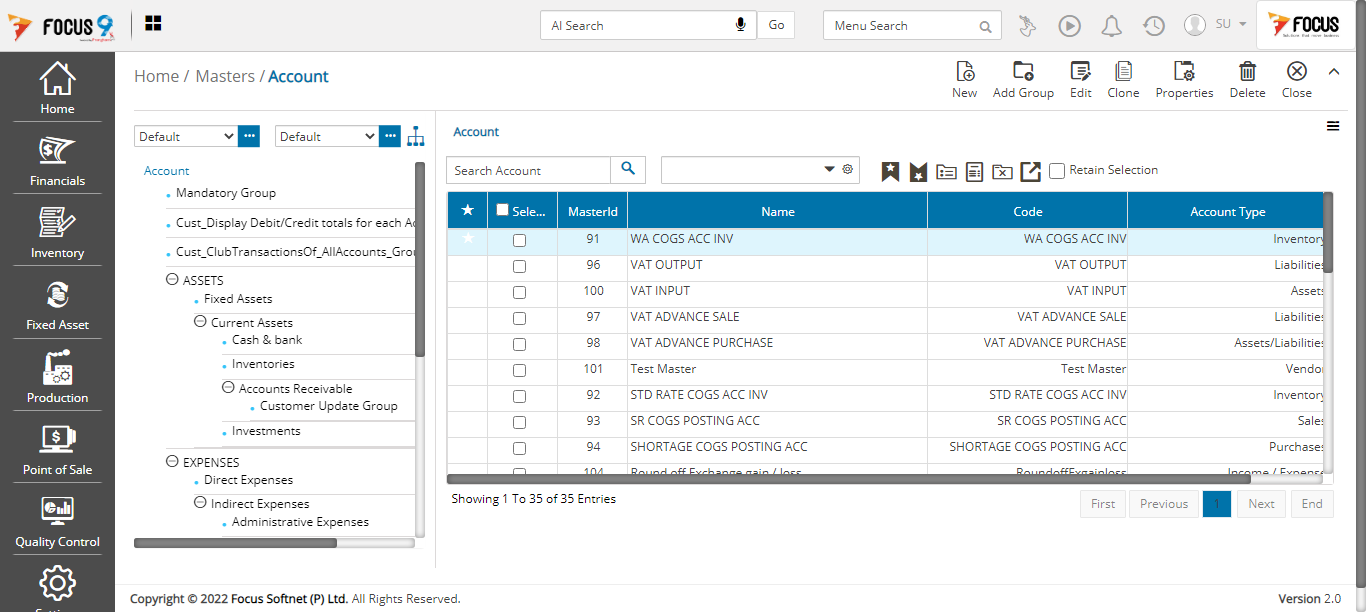 FOCUS 9
AI Search
Go
Menu Search
SU
FOCUS
Home / Masters / Account
New
Add Group
Edit
Clone
Properties
Delete
Close
Home
Financials
Inventory
Fixed Asset
Production
Point of Sale
Quality Control
Default
Default
Account
Mandatory Group
Cust_Display Debit/Credit totals for each Ac
Cust_ClubTransactionsOf_AllAccounts_Grou
ASSETS
Fixed Assets
Current Assets
Cash & bank
Inventories
Accounts Receivable
Customer Update Group
Investments
EXPENSES
Direct Expenses
Indirect Expenses
Administrative Expenses
Account
Search Account
Retain Selection
Sele... MasterId Name Code Account Type
91 WA COGS ACC INV WA COGS ACC INV Inventory
96 VAT OUTPUT VAT OUTPUT Liabilities
100 VAT INPUT VAT INPUT Assets
97 VAT ADVANCE SALE VAT ADVANCE SALE Liabilities
98 VAT ADVANCE PURCHASE VAT ADVANCE PURCHASE Assets/Liabilities
101 Test Master Test Master Vendo
92 STD RATE COGS ACC INV STD RATE COGS ACC INV Inventory
93 SR COGS POSTING ACC SR COGS POSTING ACC Sales
94 SHORTAGE COGS POSTING ACC SHORTAGE COGS POSTING ACC Purchases
104 Round off Exchange gain / loss RoundoffExgainloss Income / Expense
Showing 1 To 35 of 35 Entries
First Previous 1 Next End
Copyright © 2022 Focus Softnet (P) Ltd. All Rights Reserved.
Version 2.0